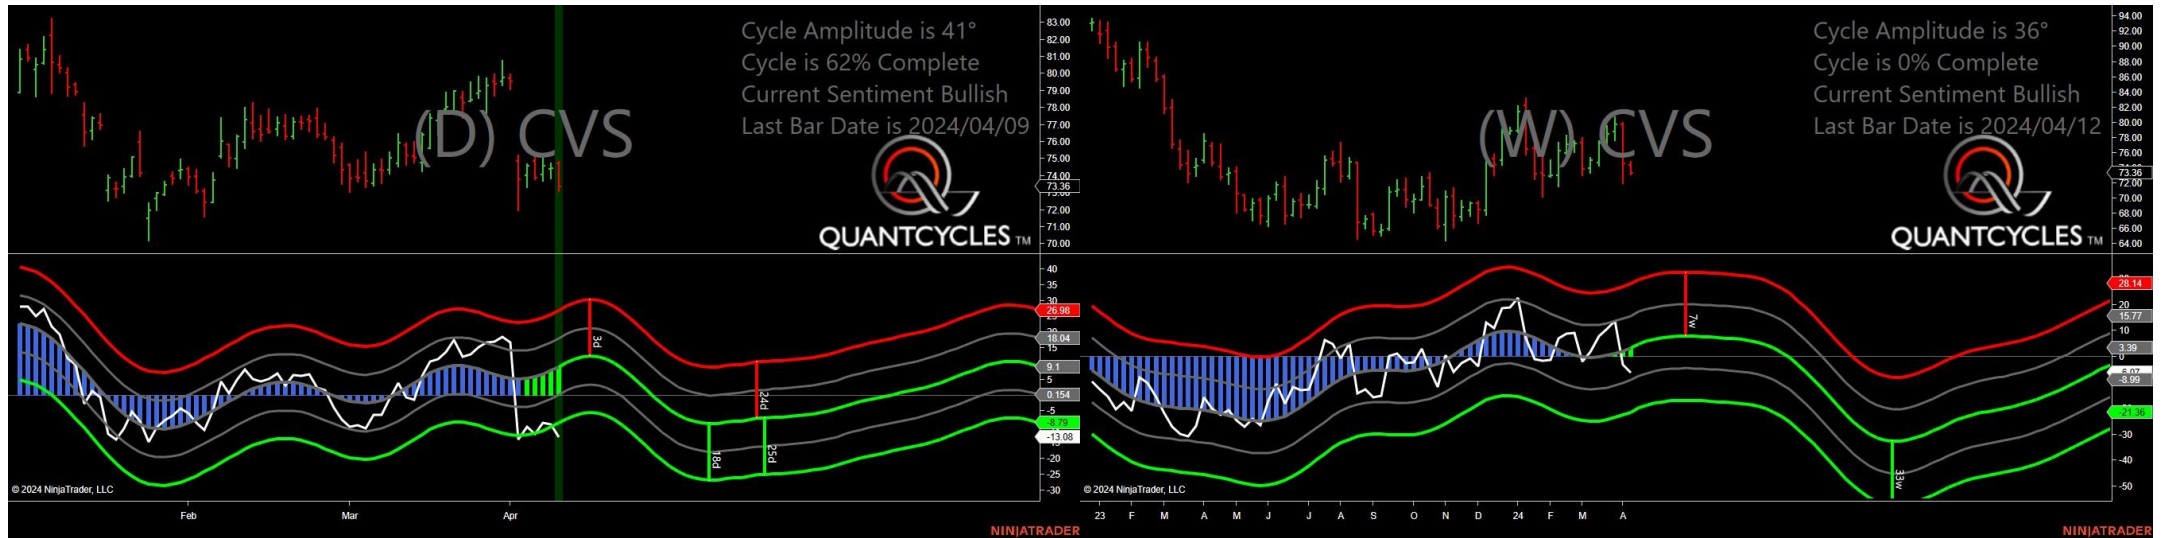 Cycle Amplitude is 41°
Cycle is 62% Complete
Current Sentiment Bullish
Last Bar Date is 2024/04/09
(D) CVS
QUANTCYCLES TM
83.00
82.00
81.00
80.00
79.00
78.00
77.00
76.00
75.00
74.00
73.36
72.00
71.00
70.00
40
35
30
26.98
18.04
15
9.1
5
0.154
-5
-8.79
-13.08
-20
-25
-30
3d
24d
18d
25d
© 2024 NinjaTrader, LLC
Feb
Mar
Apr
NINJATRADER
Cycle Amplitude is 36°
Cycle is 0% Complete
Current Sentiment Bullish
Last Bar Date is 2024/04/12
(W) CVS
QUANTCYCLES TM
94.00
92.00
90.00
88.00
86.00
84.00
82.00
80.00
78.00
76.00
73.36
72.00
70.00
68.00
66.00
64.00
28.14
20
15.77
10
3.39
0
-8.99
-21.36
-30
-40
-50
7w
33w
© 2024 NinjaTrader, LLC
23 F M A M J J A S O N D 24 F M A
NINJATRADER